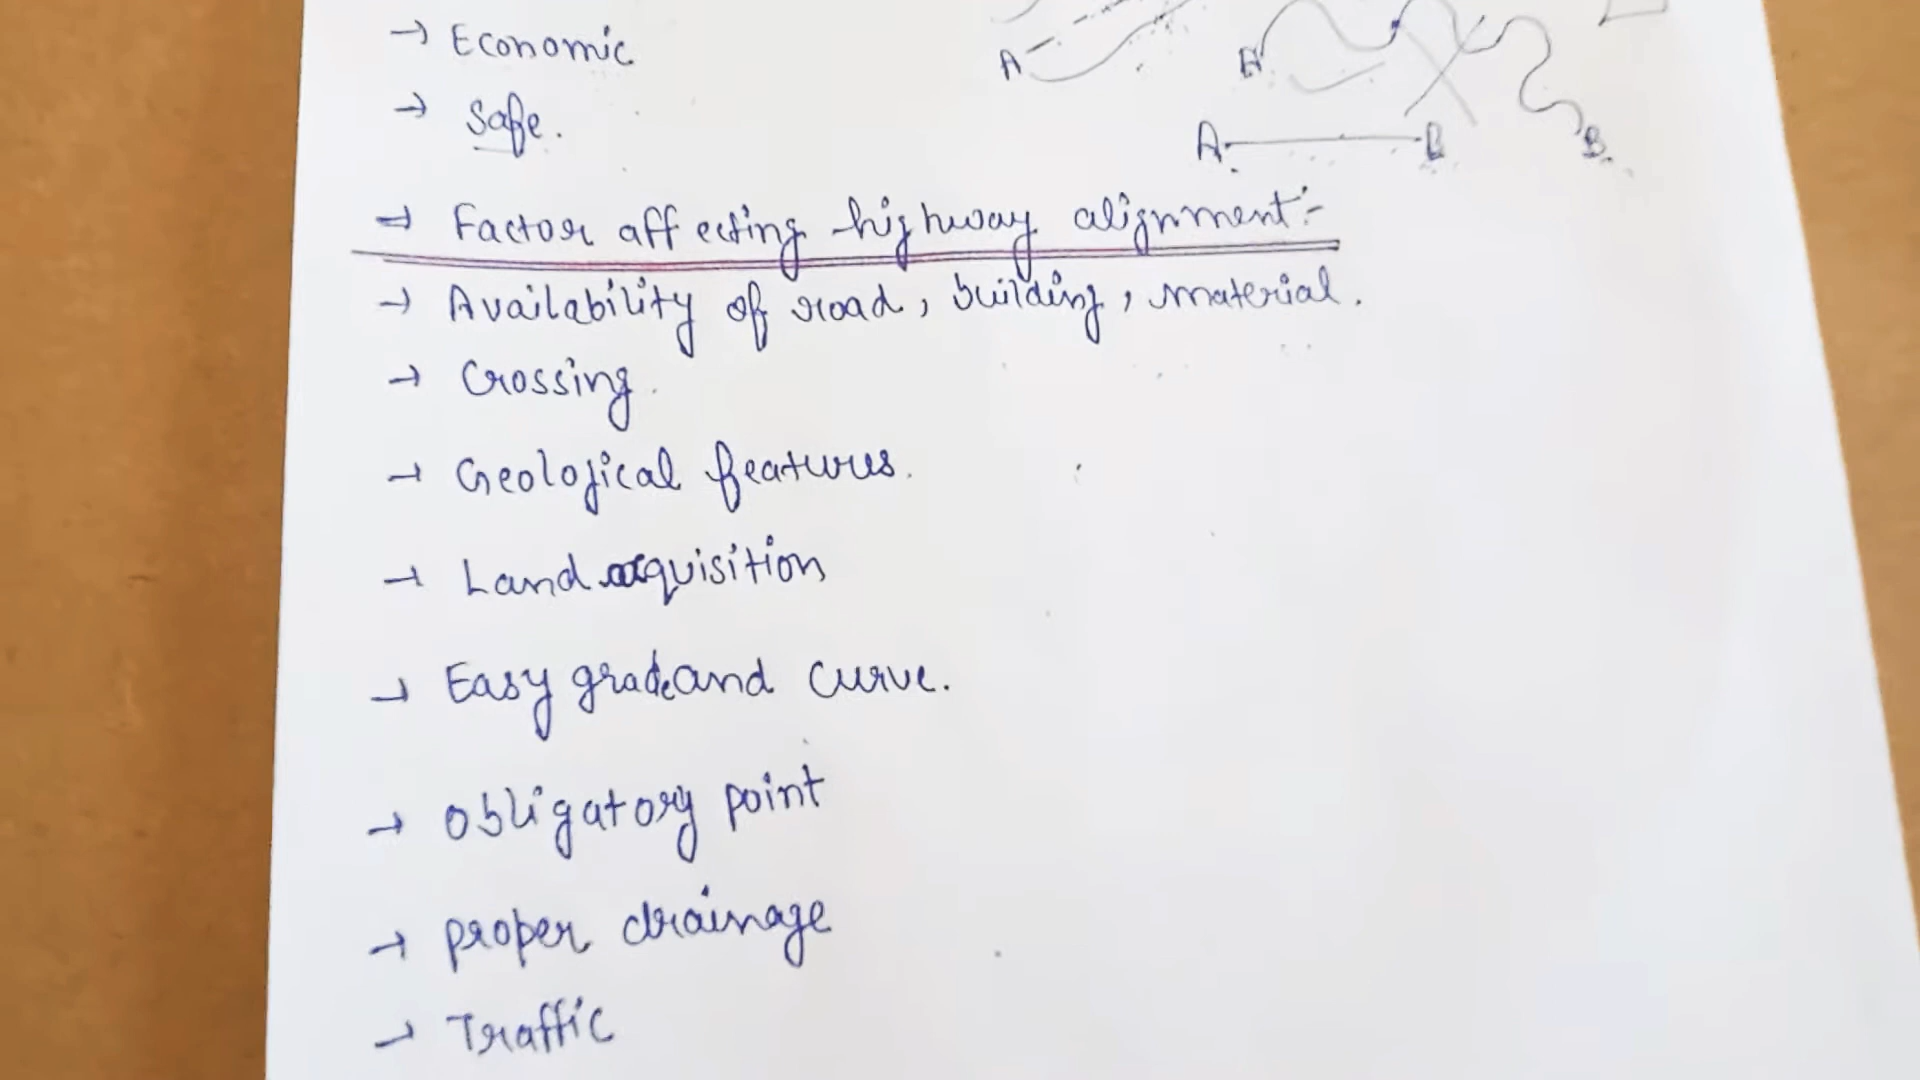 → Economic
→ Safe.
A
A
B.
A B
⇒ Factor affecting highway alignment:-
→ Availability of road, building, material.
→ Crossing.
→ Geological features.
→ Land acquisition
→ Easy grade and curve.
→ Obligatory point
→ proper drainage
→ Traffic